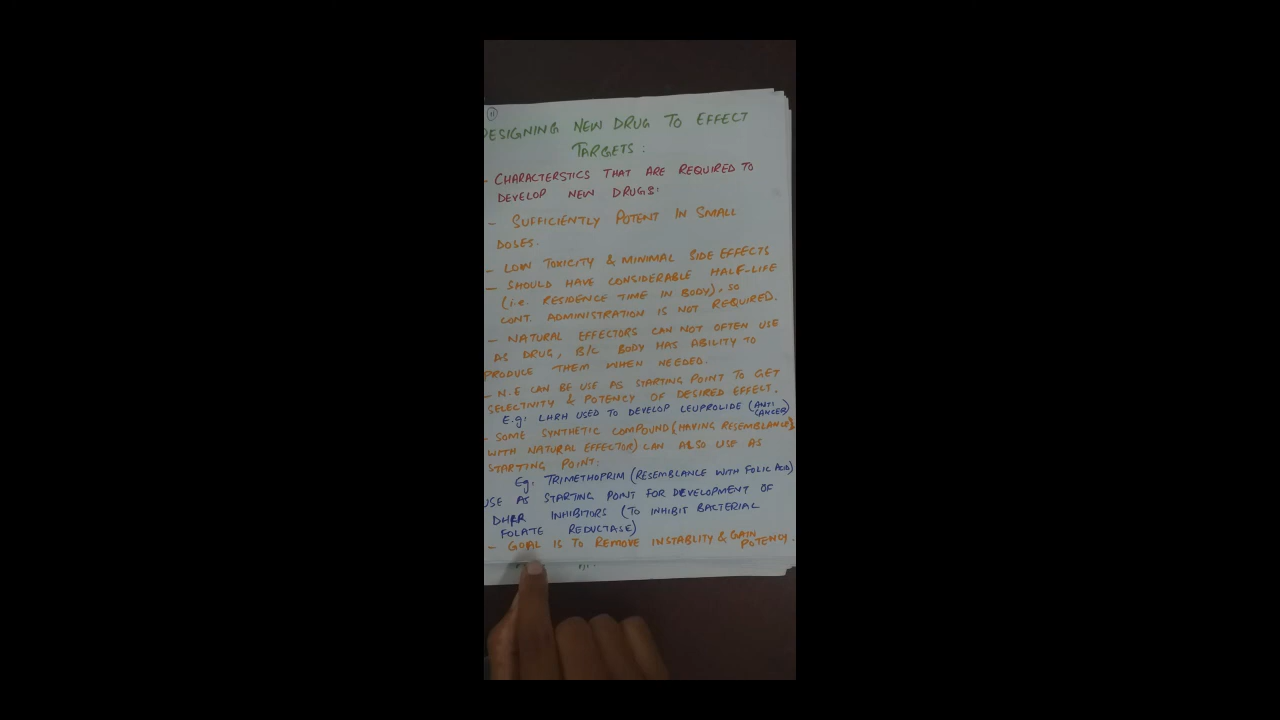 11
DESIGNING NEW DRUG TO EFFECT
TARGETS:
- CHARACTERSTICS THAT ARE REQUIRED TO
DEVELOP NEW DRUGS:
- SUFFICIENTLY POTENT IN SMALL
DOSES.
- LOW TOXICITY & MINIMAL SIDE EFFECTS
- SHOULD HAVE CONSIDERABLE HALF-LIFE
(i.e. RESIDENCE TIME IN BODY), SO
CONT. ADMINISTRATION IS NOT REQUIRED.
- NATURAL EFFECTORS CAN NOT OFTEN USE
AS DRUG, B/C BODY HAS ABILITY TO
PRODUCE THEM WHEN NEEDED.
- N.E CAN BE USE AS STARTING POINT TO GET
SELECTIVITY & POTENCY OF DESIRED EFFECT.
E.g: LHRH USED TO DEVELOP LEUPROLIDE (ANTI CANCER)
- SOME SYNTHETIC COMPOUND (HAVING RESEMBLANCE
WITH NATURAL EFFECTOR) CAN ALSO USE AS
STARTING POINT:
Eg: TRIMETHOPRIM (RESEMBLANCE WITH FOLIC ACID)
USE AS STARTING POINT FOR DEVELOPMENT OF
INHIBITORS (TO INHIBIT BACTERIAL
FOLATE REDUCTASE)
- GOAL IS TO REMOVE INSTABLITY & GAIN
POTENCY.